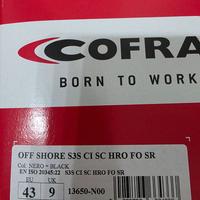 COFRA
BORN TO WORK
OFF SHORE S3S CI SC HRO FO SR
Col: NERO = BLACK
EN ISO 20345:22 S3S CI SC HRO FO SR
EU UK
43 9 13650-N00